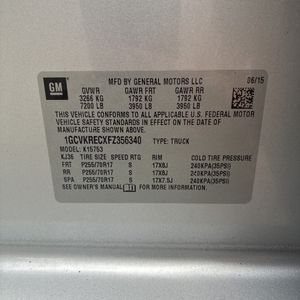 GM
MFD BY GENERAL MOTORS LLC 06/15
GVWR GAWR FRT GAWR RR
3266 KG 1792 KG 1792 KG
7200 LB 3950 LB 3950 LB
THIS VEHICLE CONFORMS TO ALL APPLICABLE U.S. FEDERAL MOTOR
VEHICLE SAFETY STANDARDS IN EFFECT ON THE DATE OF
MANUFACTURE SHOWN ABOVE.
1GCVKRECXFZ356340 TYPE: TRUCK
MODEL: K15753
KJ36 TIRE SIZE SPEED RTG RIM COLD TIRE PRESSURE
FRT P255/70R17 S 17X8J 240KPA(35PSI)
RR P255/70R17 S 17X8J 240KPA(35PSI)
SPA P255/70R17 S 17X7.5J 240KPA(35PSI)
SEE OWNER'S MANUAL FOR MORE INFORMATION.